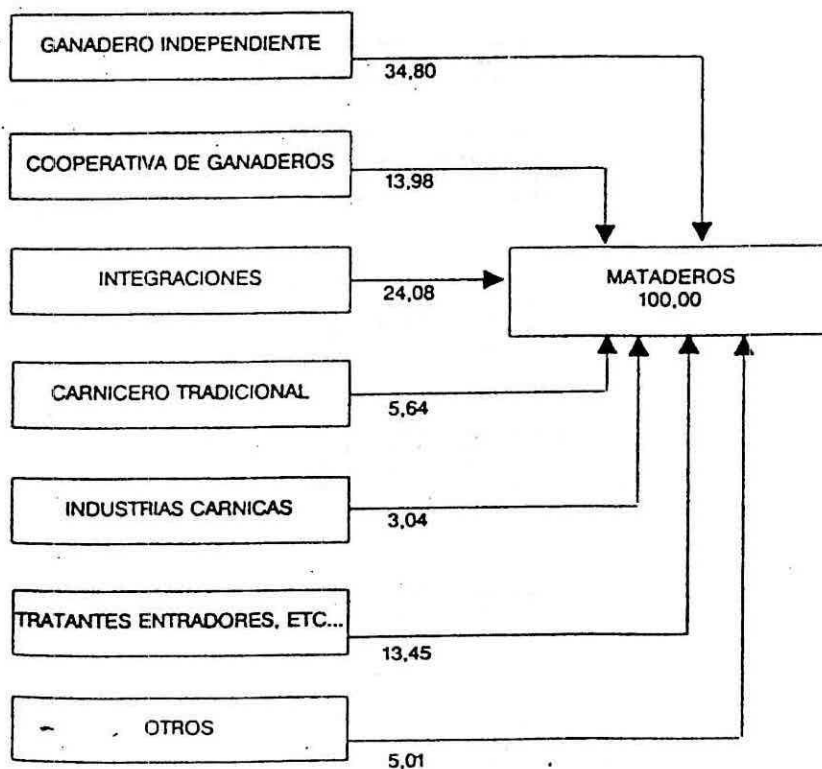 GANADERO INDEPENDIENTE
34,80
COOPERATIVA DE GANADEROS
13,98
INTEGRACIONES
24,08
MATADEROS
100,00
CARNICERO TRADICIONAL
5,64
INDUSTRIAS CARNICAS
3,04
TRATANTES ENTRADORES, ETC...
13,45
OTROS
5,01